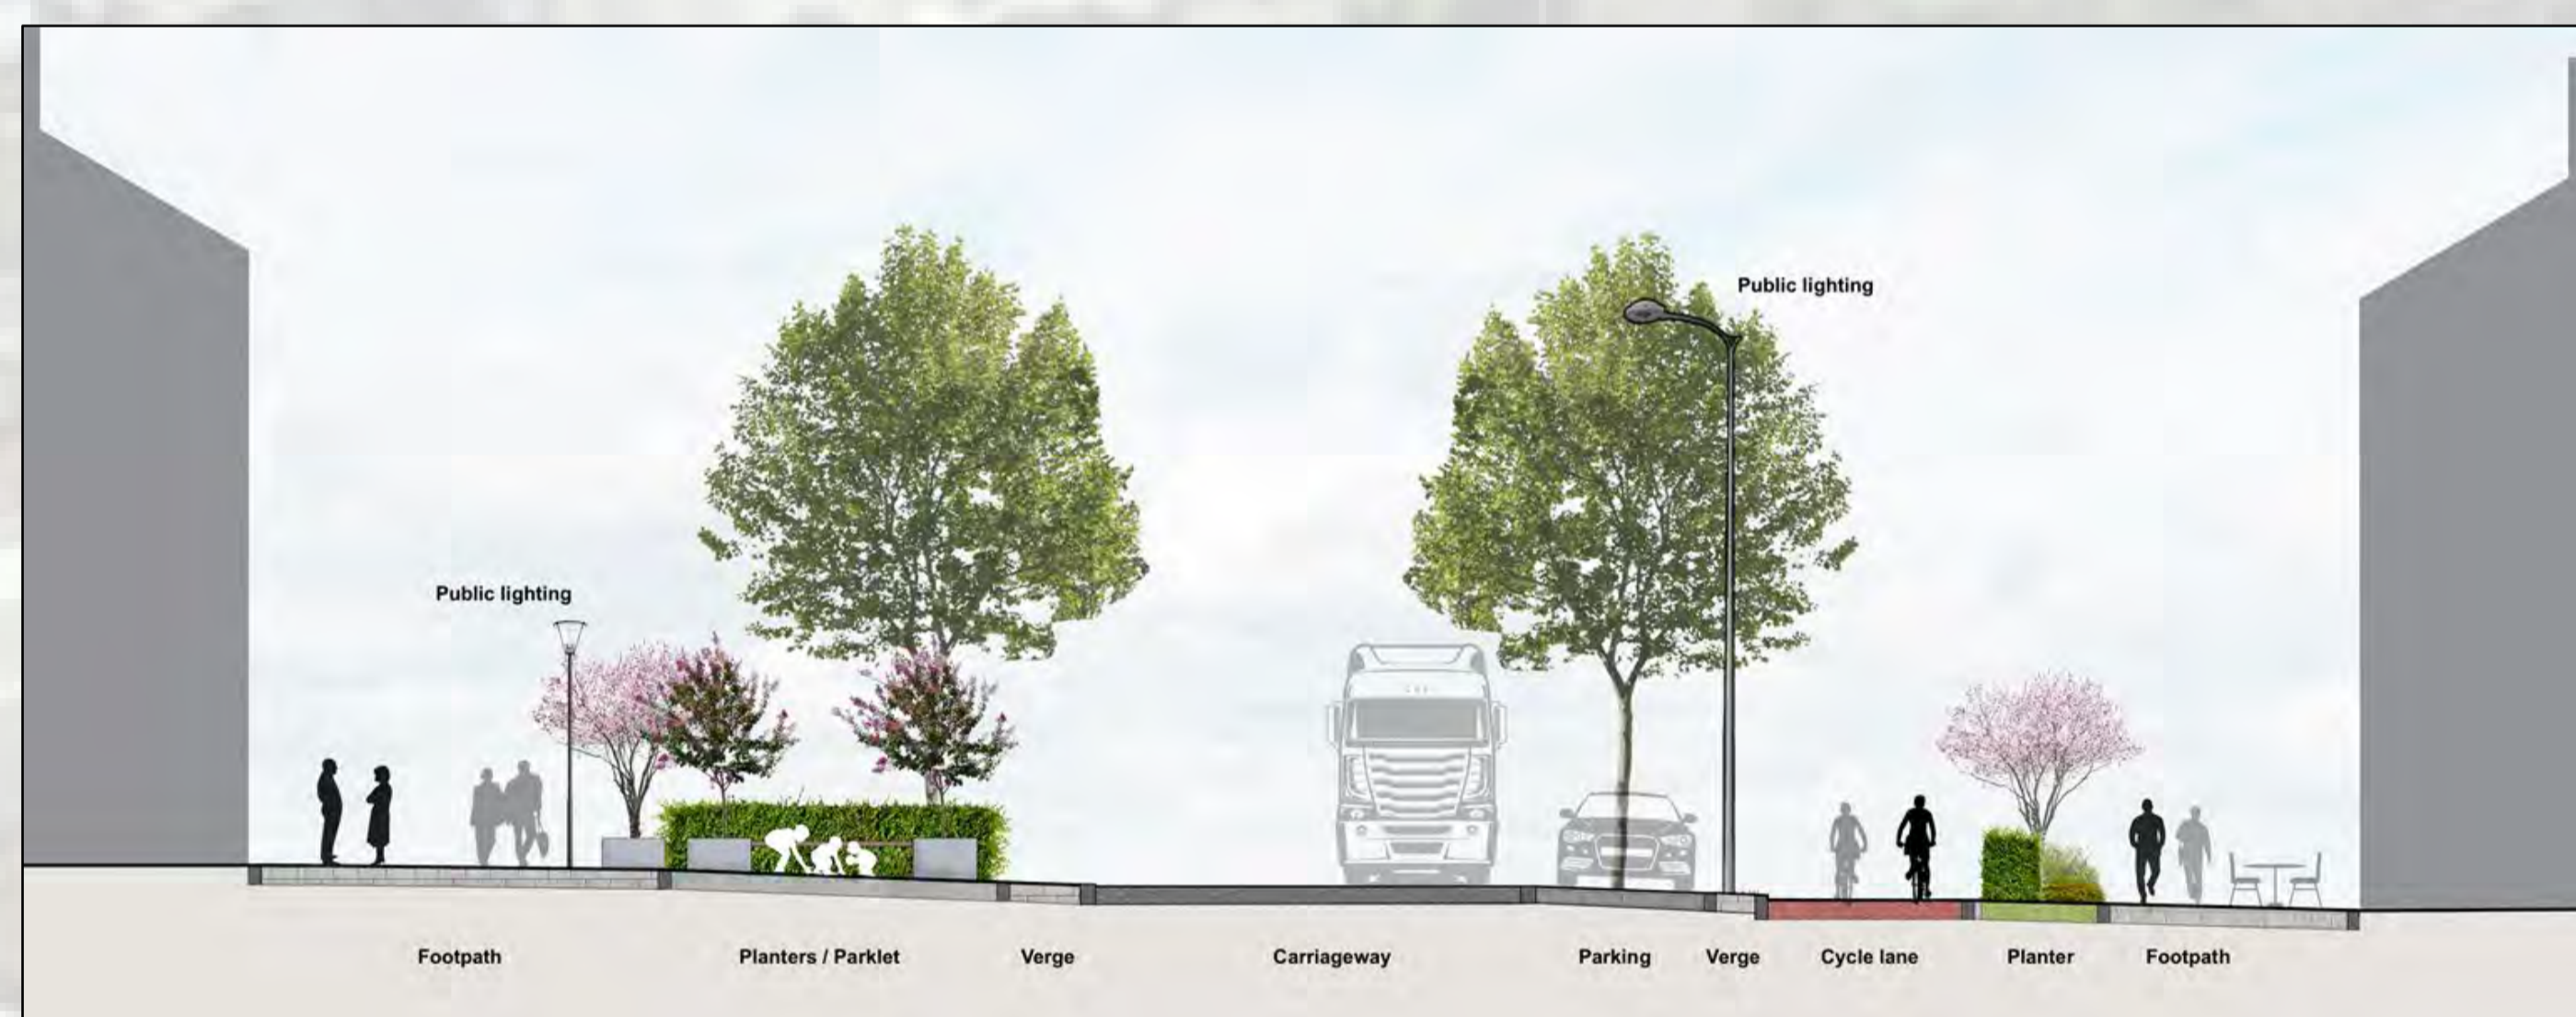 Public lighting
Public lighting
Footpath
Planters / Parklet
Verge
Carriageway
Parking
Verge
Cycle lane
Planter
Footpath